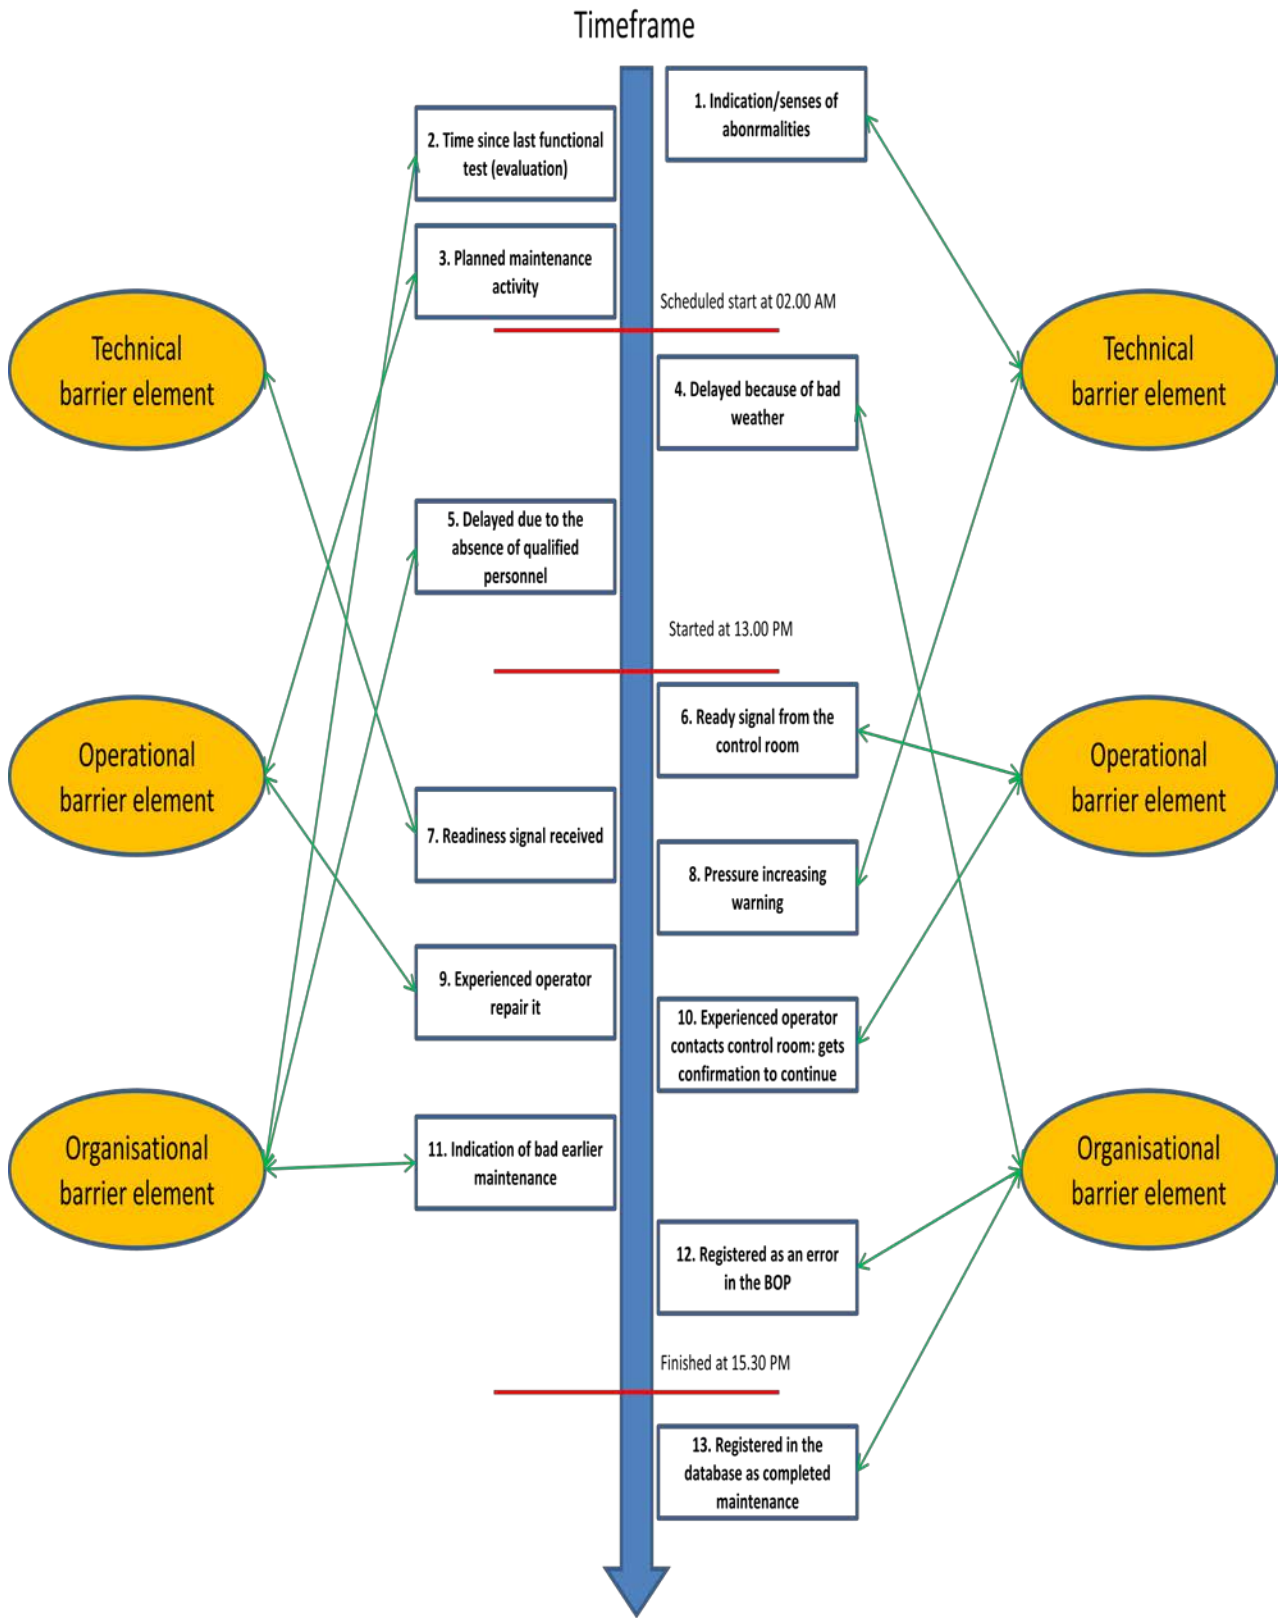 Timeframe
1. Indication/senses of
abonrmalities
2. Time since last functional
test (evaluation)
3. Planned maintenance
activity
Scheduled start at 02.00 AM
Technical
barrier element
Technical
barrier element
4. Delayed because of bad
weather
5. Delayed due to the
absence of qualified
personnel
Started at 13.00 PM
6. Ready signal from the
control room
Operational
barrier element
Operational
barrier element
7. Readiness signal received
8. Pressure increasing
warning
9. Experienced operator
repair it
10. Experienced operator
contacts control room: gets
confirmation to continue
11. Indication of bad earlier
maintenance
Organisational
barrier element
Organisational
barrier element
12. Registered as an error
in the BOP
Finished at 15.30 PM
13. Registered in the
database as completed
maintenance